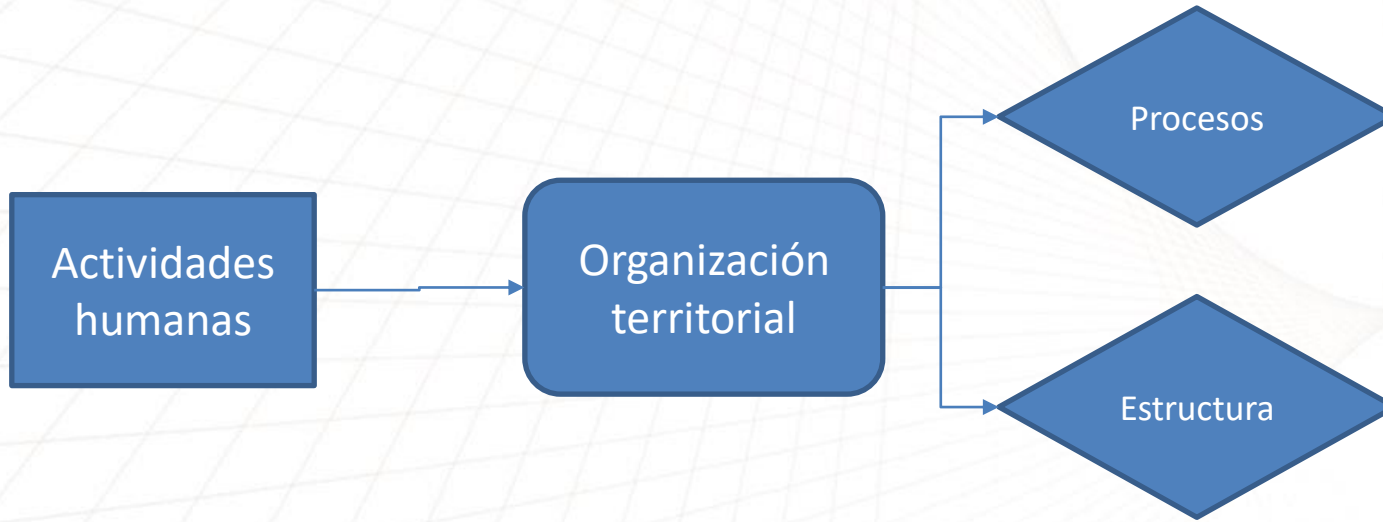 Actividades
humanas
Organización
territorial
Procesos
Estructura